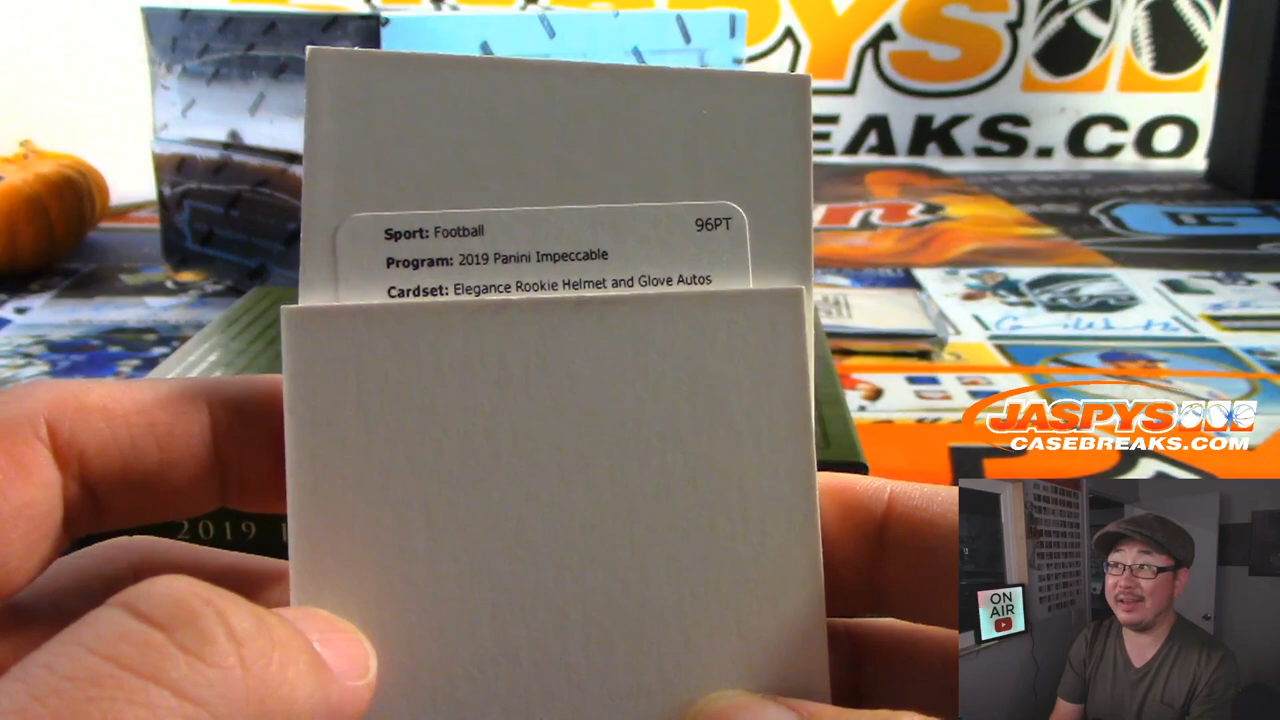 EAKS.CO
Sport: Football 96PT
Program: 2019 Panini Impeccable
Cardset: Elegance Rookie Helmet and Glove Autos
2019
JASPYS
CASEBREAKS.COM
ON
AIR